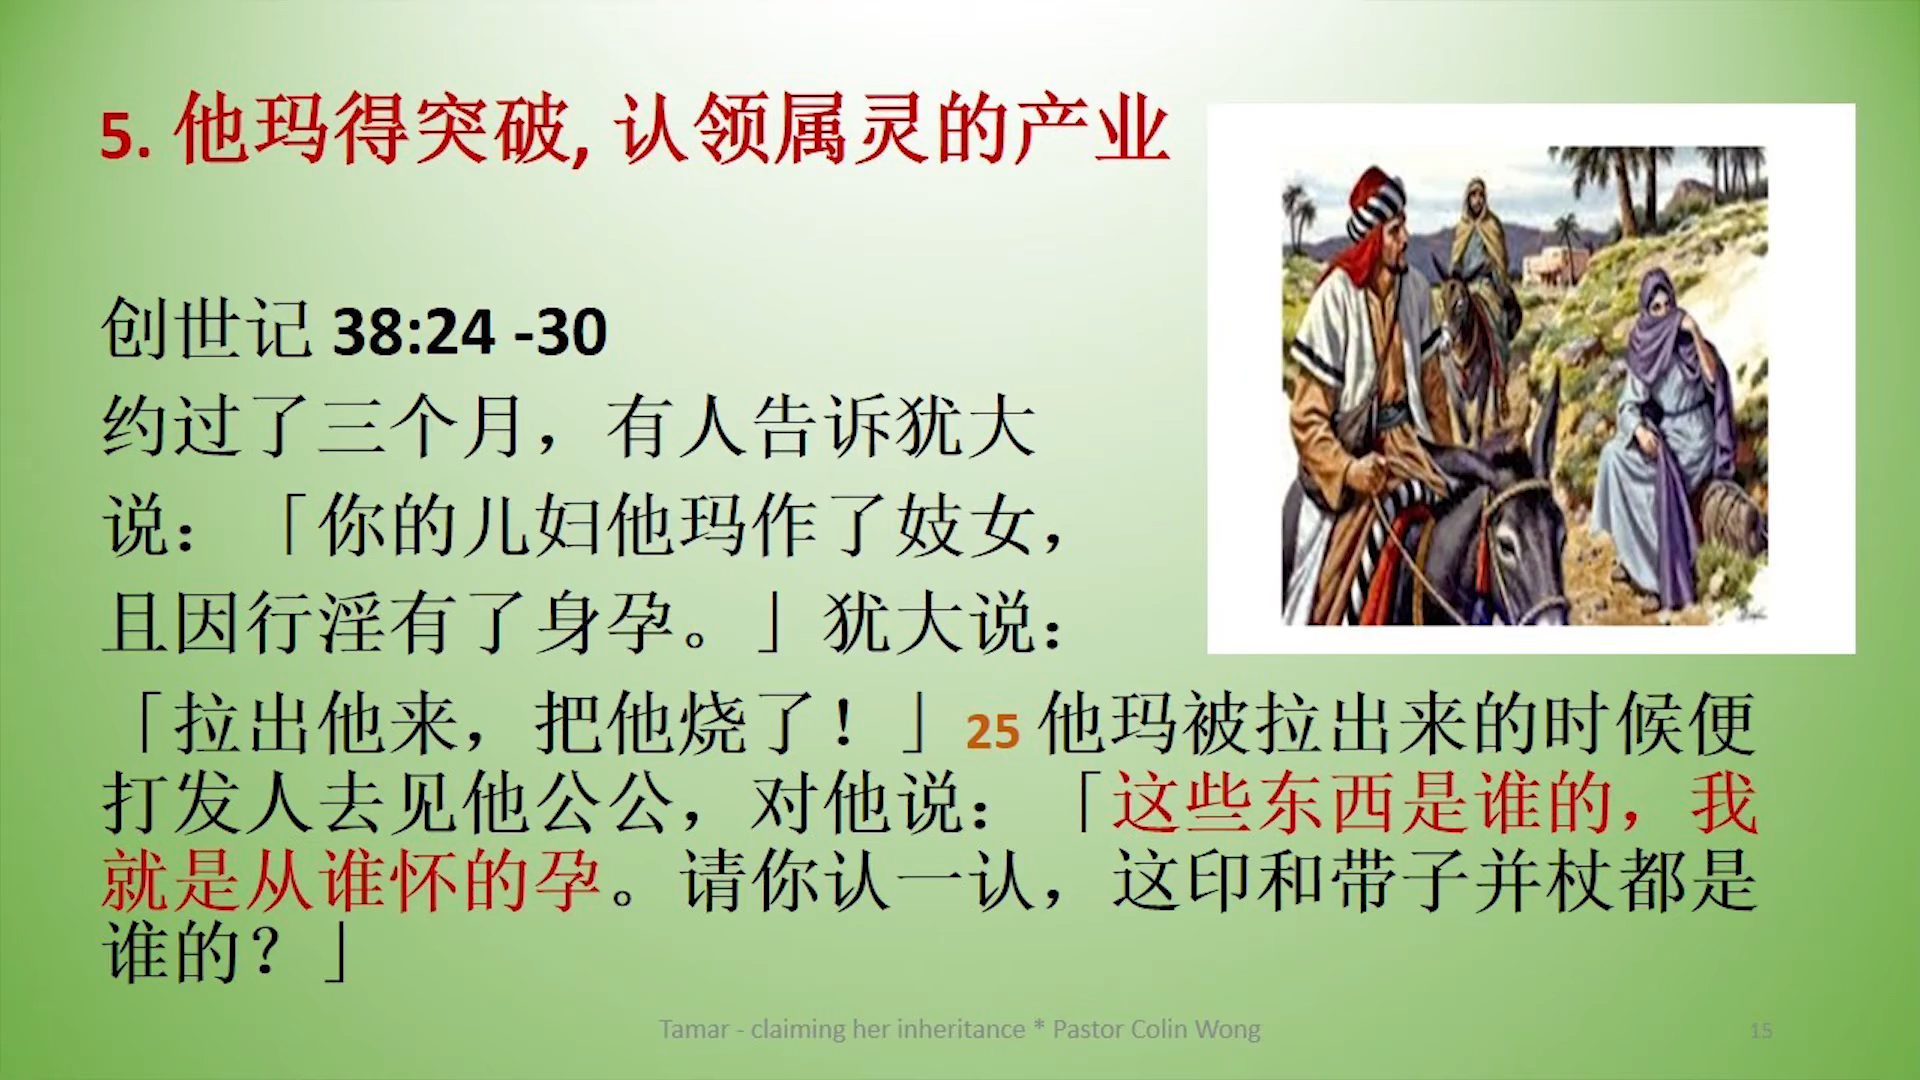 5. 他玛得突破, 认领属灵的产业
创世记 38:24 -30
约过了三个月，有人告诉犹大
说：「你的儿妇他玛作了妓女，
且因行淫有了身孕。」犹大说：
「拉出他来，把他烧了！」25 他玛被拉出来的时候便
打发人去见他公公，对他说：「这些东西是谁的，我
就是从谁怀的孕。请你认一认，这印和带子并杖都是
谁的？」
Tamar - claiming her inheritance * Pastor Colin Wong
15